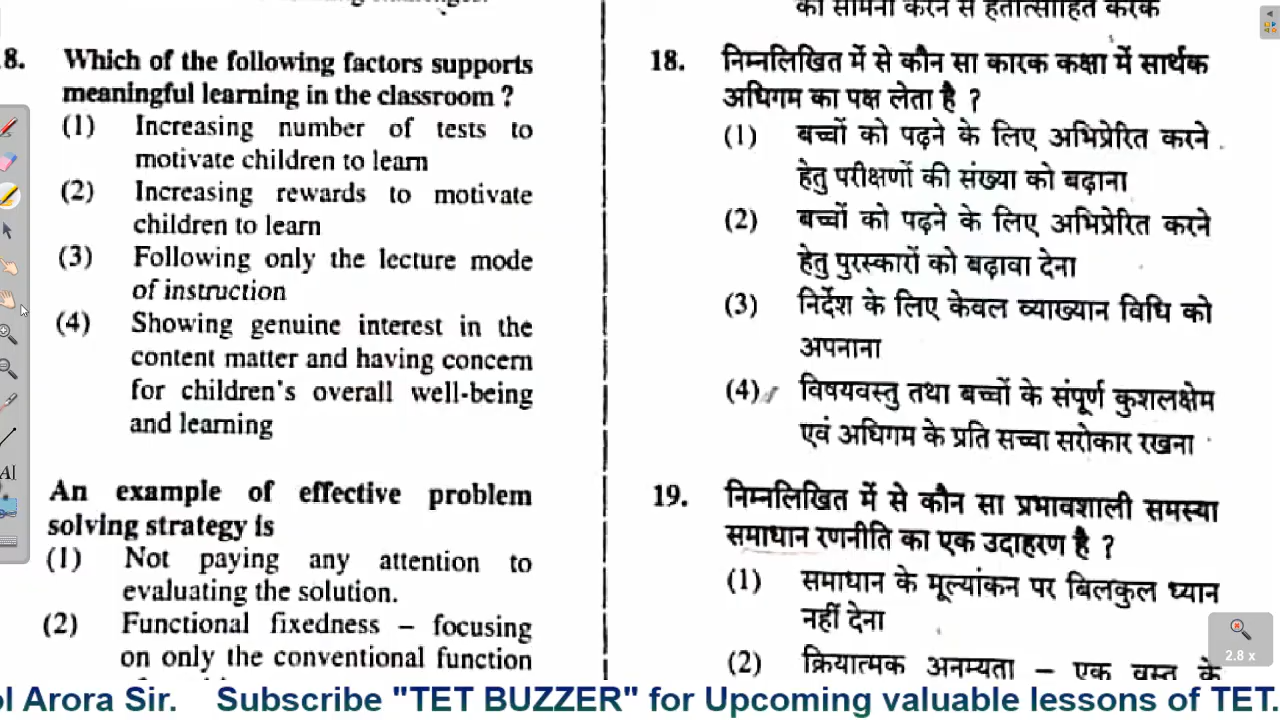 8. Which of the following factors supports
meaningful learning in the classroom ?
(1) Increasing number of tests to
motivate children to learn
(2) Increasing rewards to motivate
children to learn
(3) Following only the lecture mode
of instruction
(4) Showing genuine interest in the
content matter and having concern
for children's overall well-being
and learning
An example of effective problem
solving strategy is
(1) Not paying any attention to
evaluating the solution.
(2) Functional fixedness – focusing
on only the conventional function
का सामना करने से हतोत्साहित करके
18. निम्नलिखित में से कौन सा कारक कक्षा में सार्थक
अधिगम का पक्ष लेता है ?
(1) बच्चों को पढ़ने के लिए अभिप्रेरित करने
हेतु परीक्षणों की संख्या को बढ़ाना
(2) बच्चों को पढ़ने के लिए अभिप्रेरित करने
हेतु पुरस्कारों को बढ़ावा देना
(3) निर्देश के लिए केवल व्याख्यान विधि को
अपनाना
(4) विषयवस्तु तथा बच्चों के संपूर्ण कुशलक्षेम
एवं अधिगम के प्रति सच्चा सरोकार रखना
19. निम्नलिखित में से कौन सा प्रभावशाली समस्या
समाधान रणनीति का एक उदाहरण है ?
(1) समाधान के मूल्यांकन पर बिलकुल ध्यान
नहीं देना
(2) क्रियात्मक अनम्यता – एक वस्तु के
AI
2.8 x
ol Arora Sir. Subscribe "TET BUZZER" for Upcoming valuable lessons of TET.